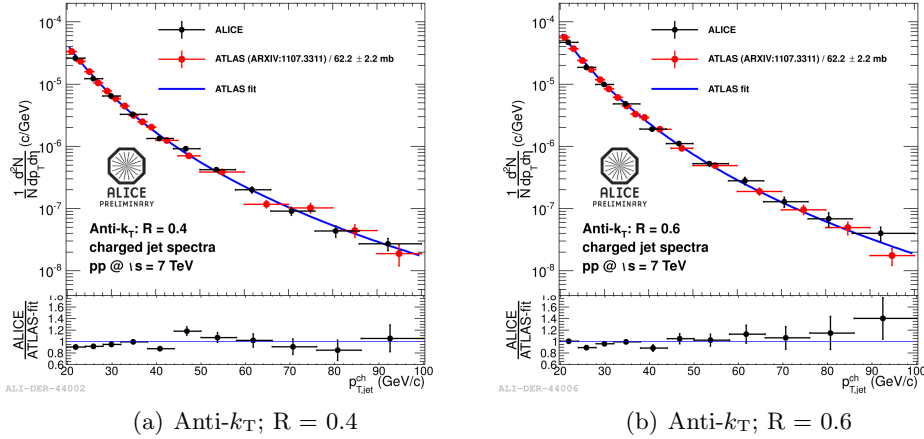 10⁻⁴
10⁻⁵
10⁻⁶
10⁻⁷
10⁻⁸
1/N d²N/dp_T dη (c/GeV)
ALICE
ATLAS (ARXIV:1107.3311) / 62.2 ± 2.2 mb
ATLAS fit
ALICE
PRELIMINARY
Anti-k_T: R = 0.4
charged jet spectra
pp @ √s = 7 TeV
ALICE/ATLAS-fit
1.8
1.6
1.4
1.2
1
0.8
0.6
20 30 40 50 60 70 80 90 100
p^ch_T,jet (GeV/c)
ALI-DER-44002
(a) Anti-k_T; R = 0.4
10⁻⁴
10⁻⁵
10⁻⁶
10⁻⁷
10⁻⁸
1/N d²N/dp_T dη (c/GeV)
ALICE
ATLAS (ARXIV:1107.3311) / 62.2 ± 2.2 mb
ATLAS fit
ALICE
PRELIMINARY
Anti-k_T: R = 0.6
charged jet spectra
pp @ √s = 7 TeV
ALICE/ATLAS-fit
1.8
1.6
1.4
1.2
1
0.8
0.6
20 30 40 50 60 70 80 90 100
p^ch_T,jet (GeV/c)
ALI-DER-44006
(b) Anti-k_T; R = 0.6